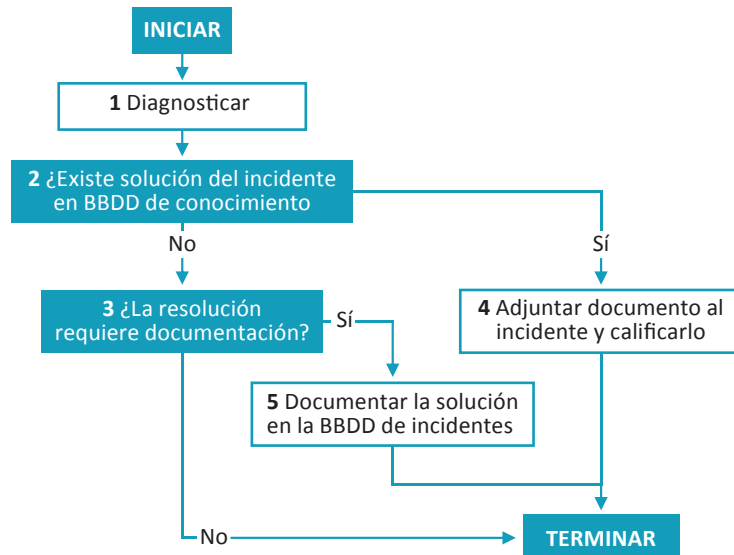 INICIAR
1 Diagnosticar
2 ¿Existe solución del incidente
en BBDD de conocimiento
No
Sí
3 ¿La resolución
requiere documentación?
Sí
4 Adjuntar documento al
incidente y calificarlo
5 Documentar la solución
en la BBDD de incidentes
No
TERMINAR